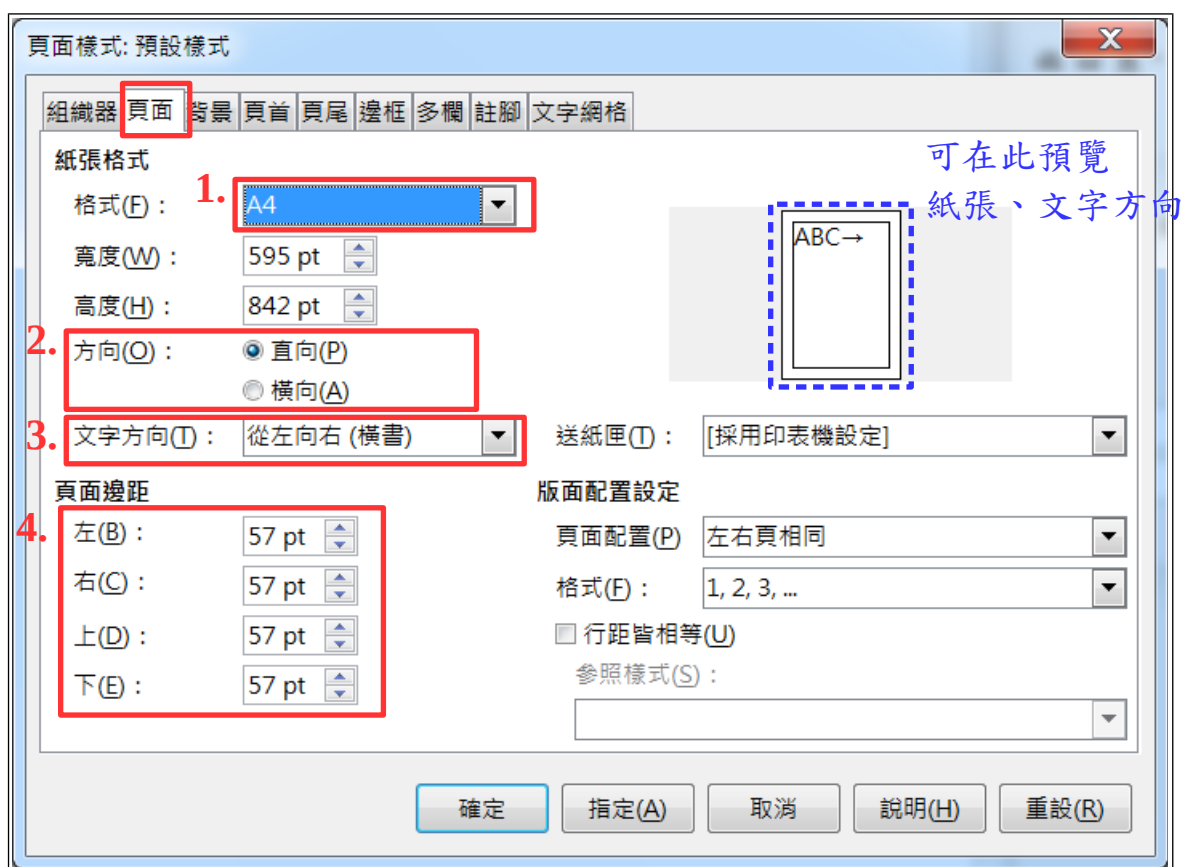 頁面樣式: 預設樣式
X
組織器 頁面 背景 頁首 頁尾 邊框 多欄 註腳 文字網格
紙張格式
可在此預覽
紙張、文字方向
1. 格式(F)： A4
ABC→
寬度(W)： 595 pt
高度(H)： 842 pt
2. 方向(O)： 直向(P)
橫向(A)
3. 文字方向(T)： 從左向右 (橫書) 送紙匣(T)： [採用印表機設定]
頁面邊距 版面配置設定
4. 左(B)： 57 pt 頁面配置(P) 左右頁相同
右(C)： 57 pt 格式(F)： 1, 2, 3, ...
上(D)： 57 pt 行距皆相等(U)
下(E)： 57 pt 參照樣式(S)：
確定 指定(A) 取消 說明(H) 重設(R)